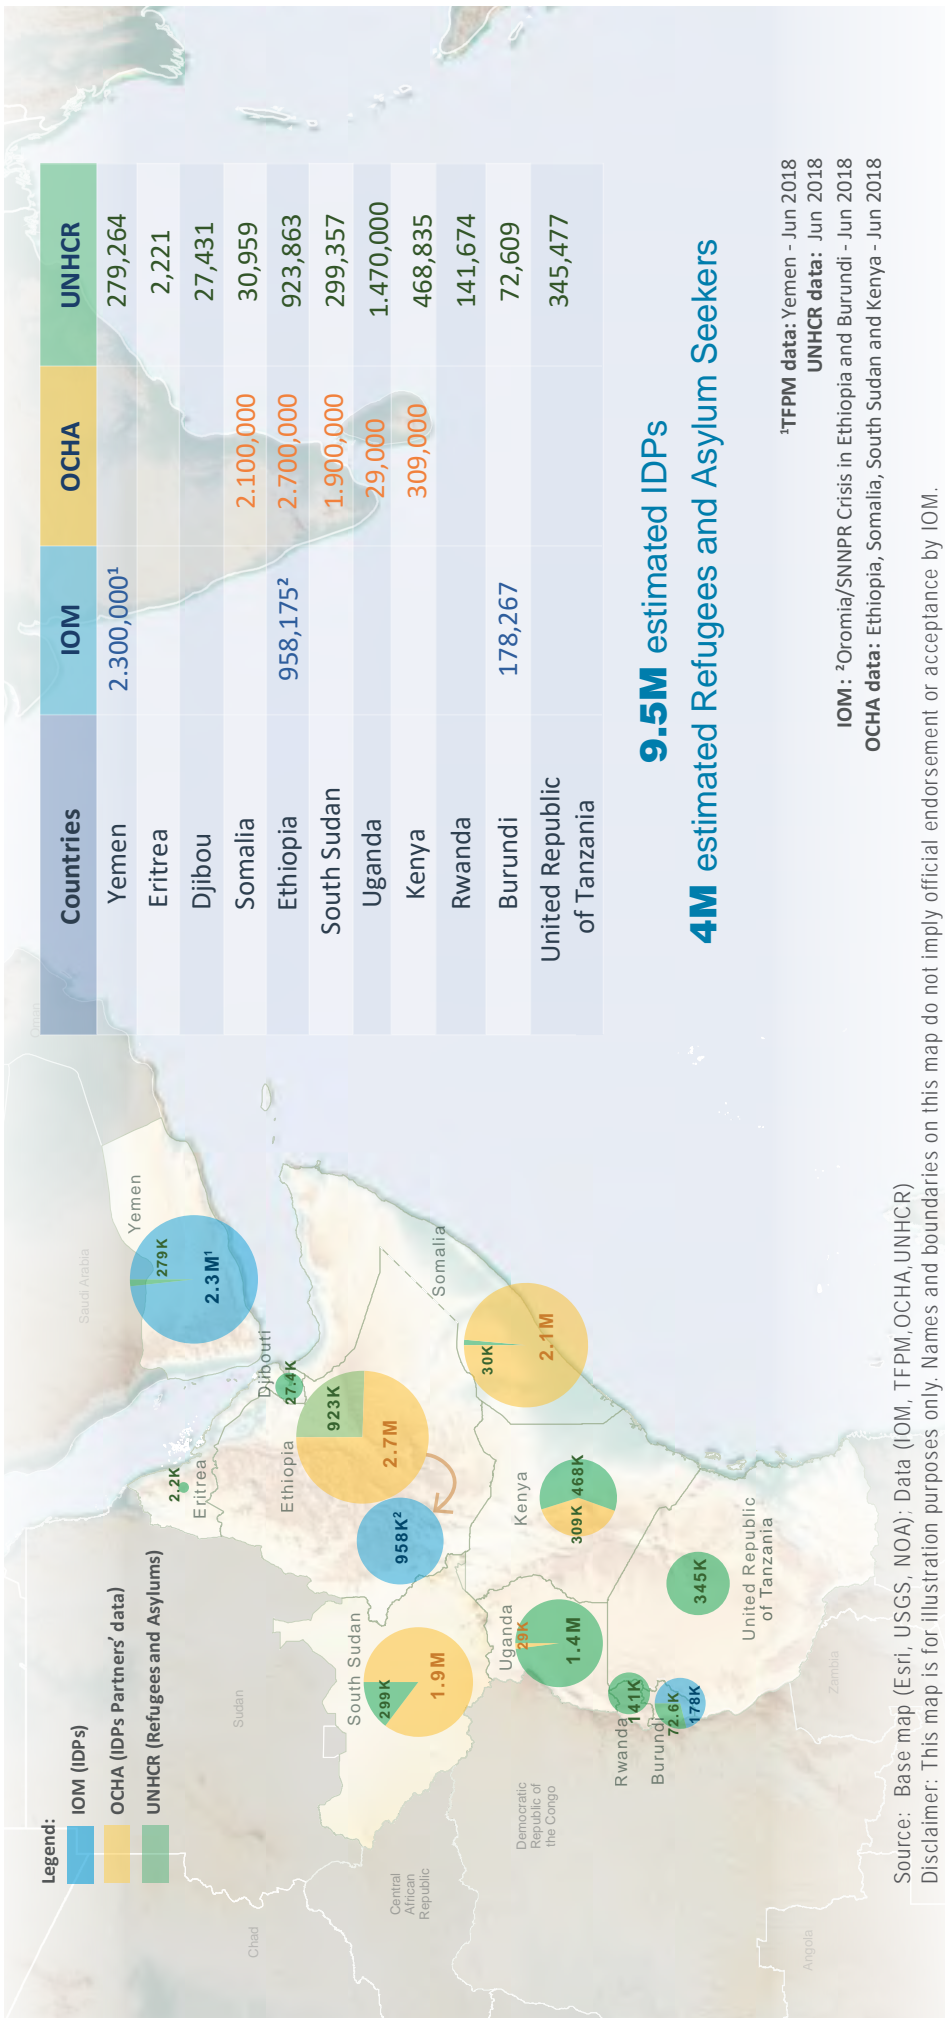 Legend:
IOM (IDPs)
OCHA (IDPs Partners' data)
UNHCR (Refugees and Asylums)
Saudi Arabia
Oman
Yemen
279K
2.3M¹
2.2K
Eritrea
Djibouti
27.4K
Ethiopia
923K
2.7M
958K²
Sudan
Chad
South Sudan
299K
1.9M
Central
African
Republic
Somalia
30K
2.1M
Kenya
309K
468K
Uganda
29K
1.4M
Democratic
Republic of
the Congo
Rwanda
141K
Burundi
72.6K
178K
345K
United Republic
of Tanzania
Zambia
Angola
Countries IOM OCHA UNHCR
Yemen 2.300,000¹ 279,264
Eritrea 2,221
Djibou 27,431
Somalia 2.100,000 30,959
Ethiopia 958,175² 2.700,000 923,863
South Sudan 1.900,000 299,357
Uganda 29,000 1.470,000
Kenya 309,000 468,835
Rwanda 141,674
Burundi 178,267 72,609
United Republic
of Tanzania 345,477
9.5M estimated IDPs
4M estimated Refugees and Asylum Seekers
¹TFPM data: Yemen - Jun 2018
UNHCR data: Jun 2018
IOM : ²Oromia/SNNPR Crisis in Ethiopia and Burundi - Jun 2018
OCHA data: Ethiopia, Somalia, South Sudan and Kenya - Jun 2018
Source: Base map (Esri, USGS, NOA); Data (IOM, TFPM,OCHA,UNHCR)
Disclaimer: This map is for illustration purposes only. Names and boundaries on this map do not imply official endorsement or acceptance by IOM.